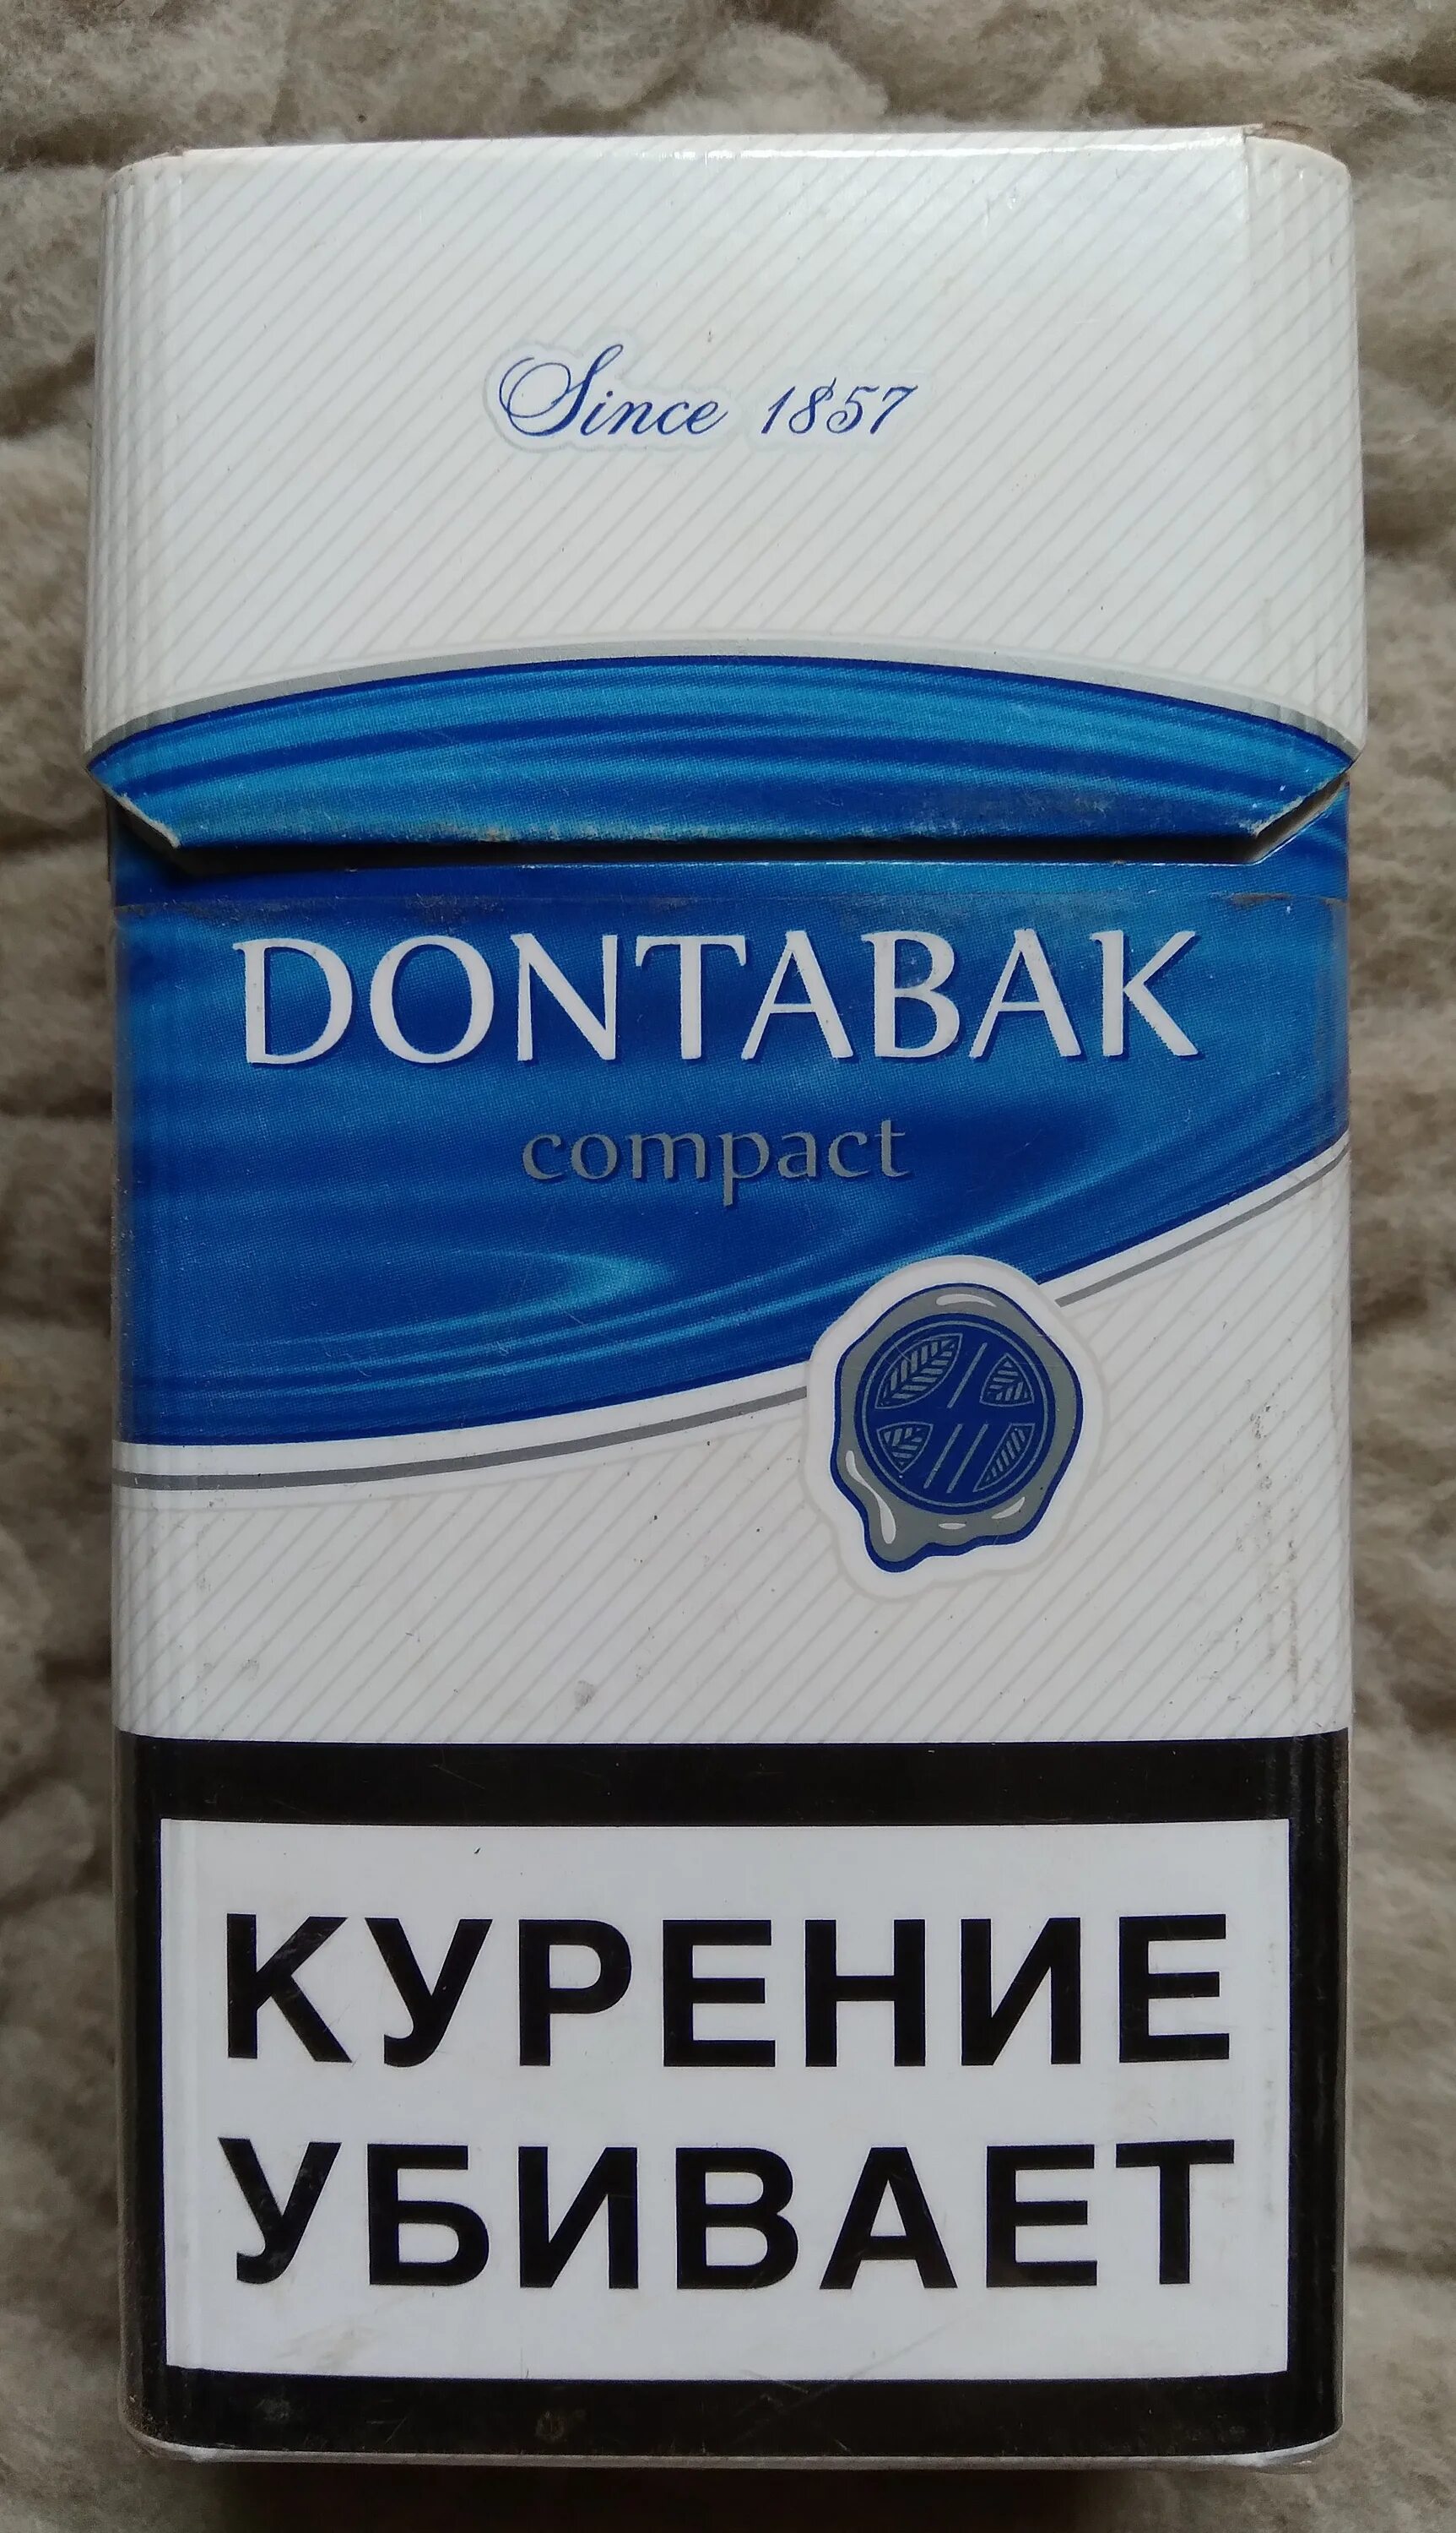 Since 1857
DONTABAK
compact
КУРЕНИЕ
УБИВАЕТ